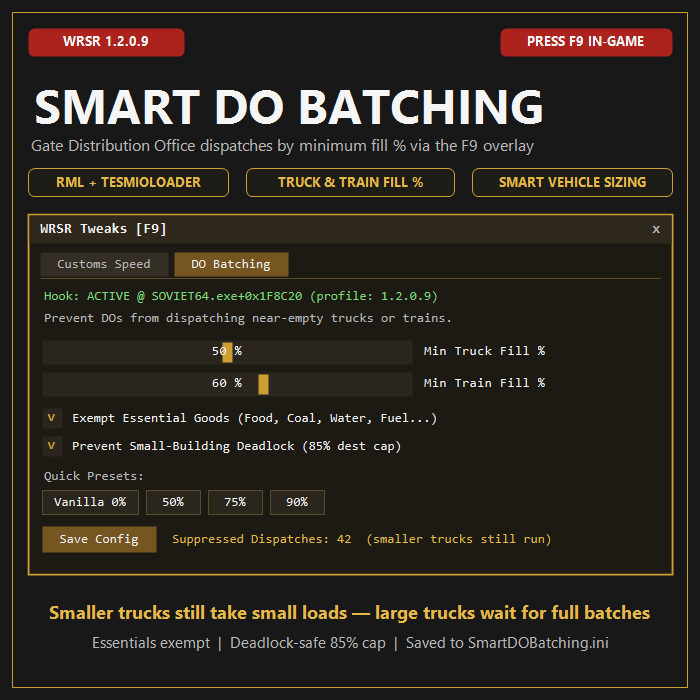 WRSR 1.2.0.9
PRESS F9 IN-GAME
SMART DO BATCHING
Gate Distribution Office dispatches by minimum fill % via the F9 overlay
RML + TESMIOLOADER
TRUCK & TRAIN FILL %
SMART VEHICLE SIZING
WRSR Tweaks [F9]
x
Customs Speed
DO Batching
Hook: ACTIVE @ SOVIET64.exe+0x1F8C20 (profile: 1.2.0.9)
Prevent DOs from dispatching near-empty trucks or trains.
50 %
Min Truck Fill %
60 %
Min Train Fill %
V Exempt Essential Goods (Food, Coal, Water, Fuel...)
V Prevent Small-Building Deadlock (85% dest cap)
Quick Presets:
Vanilla 0%
50%
75%
90%
Save Config
Suppressed Dispatches: 42 (smaller trucks still run)
Smaller trucks still take small loads — large trucks wait for full batches
Essentials exempt | Deadlock-safe 85% cap | Saved to SmartDOBatching.ini